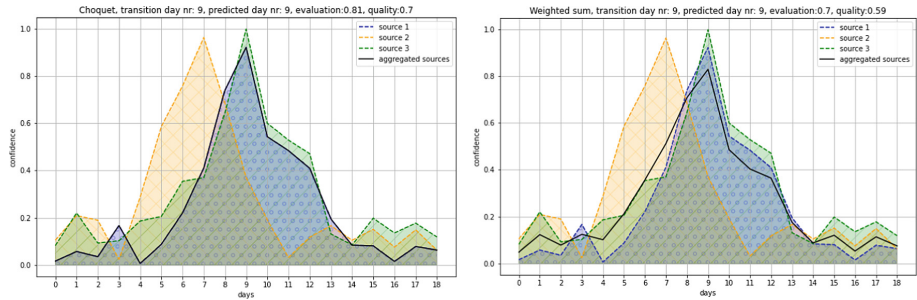 Choquet, transition day nr: 9, predicted day nr: 9, evaluation:0.81, quality:0.7
source 1
source 2
source 3
aggregated sources
1.0
0.8
0.6
0.4
0.2
0.0
confidence
0 1 2 3 4 5 6 7 8 9 10 11 12 13 14 15 16 17 18
days
Weighted sum, transition day nr: 9, predicted day nr: 9, evaluation:0.7, quality:0.59
source 1
source 2
source 3
aggregated sources
1.0
0.8
0.6
0.4
0.2
0.0
confidence
0 1 2 3 4 5 6 7 8 9 10 11 12 13 14 15 16 17 18
days